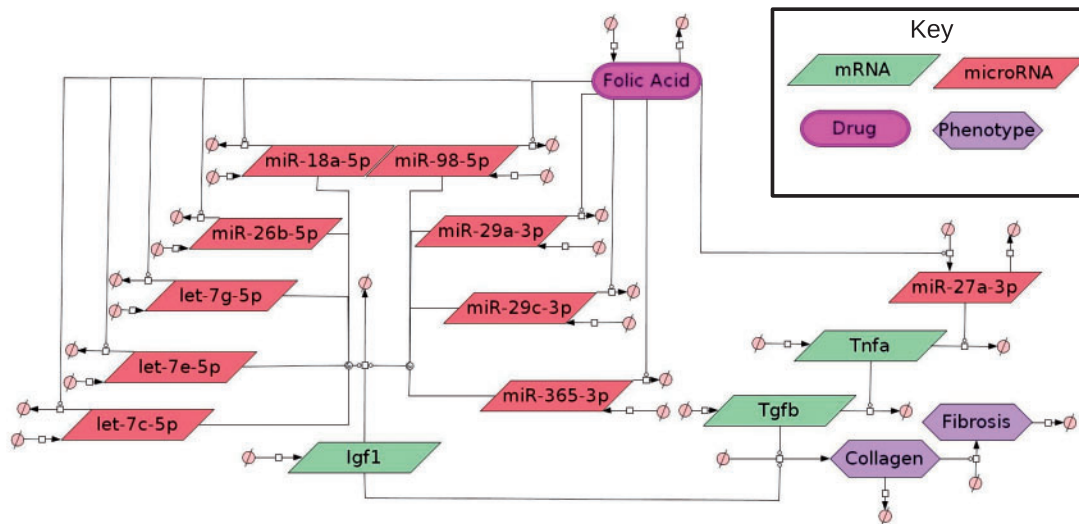 Key
mRNA
microRNA
Drug
Phenotype
Folic Acid
miR-18a-5p
miR-98-5p
miR-26b-5p
miR-29a-3p
let-7g-5p
miR-29c-3p
miR-27a-3p
let-7e-5p
Tnfa
miR-365-3p
let-7c-5p
Tgfb
Fibrosis
Igf1
Collagen